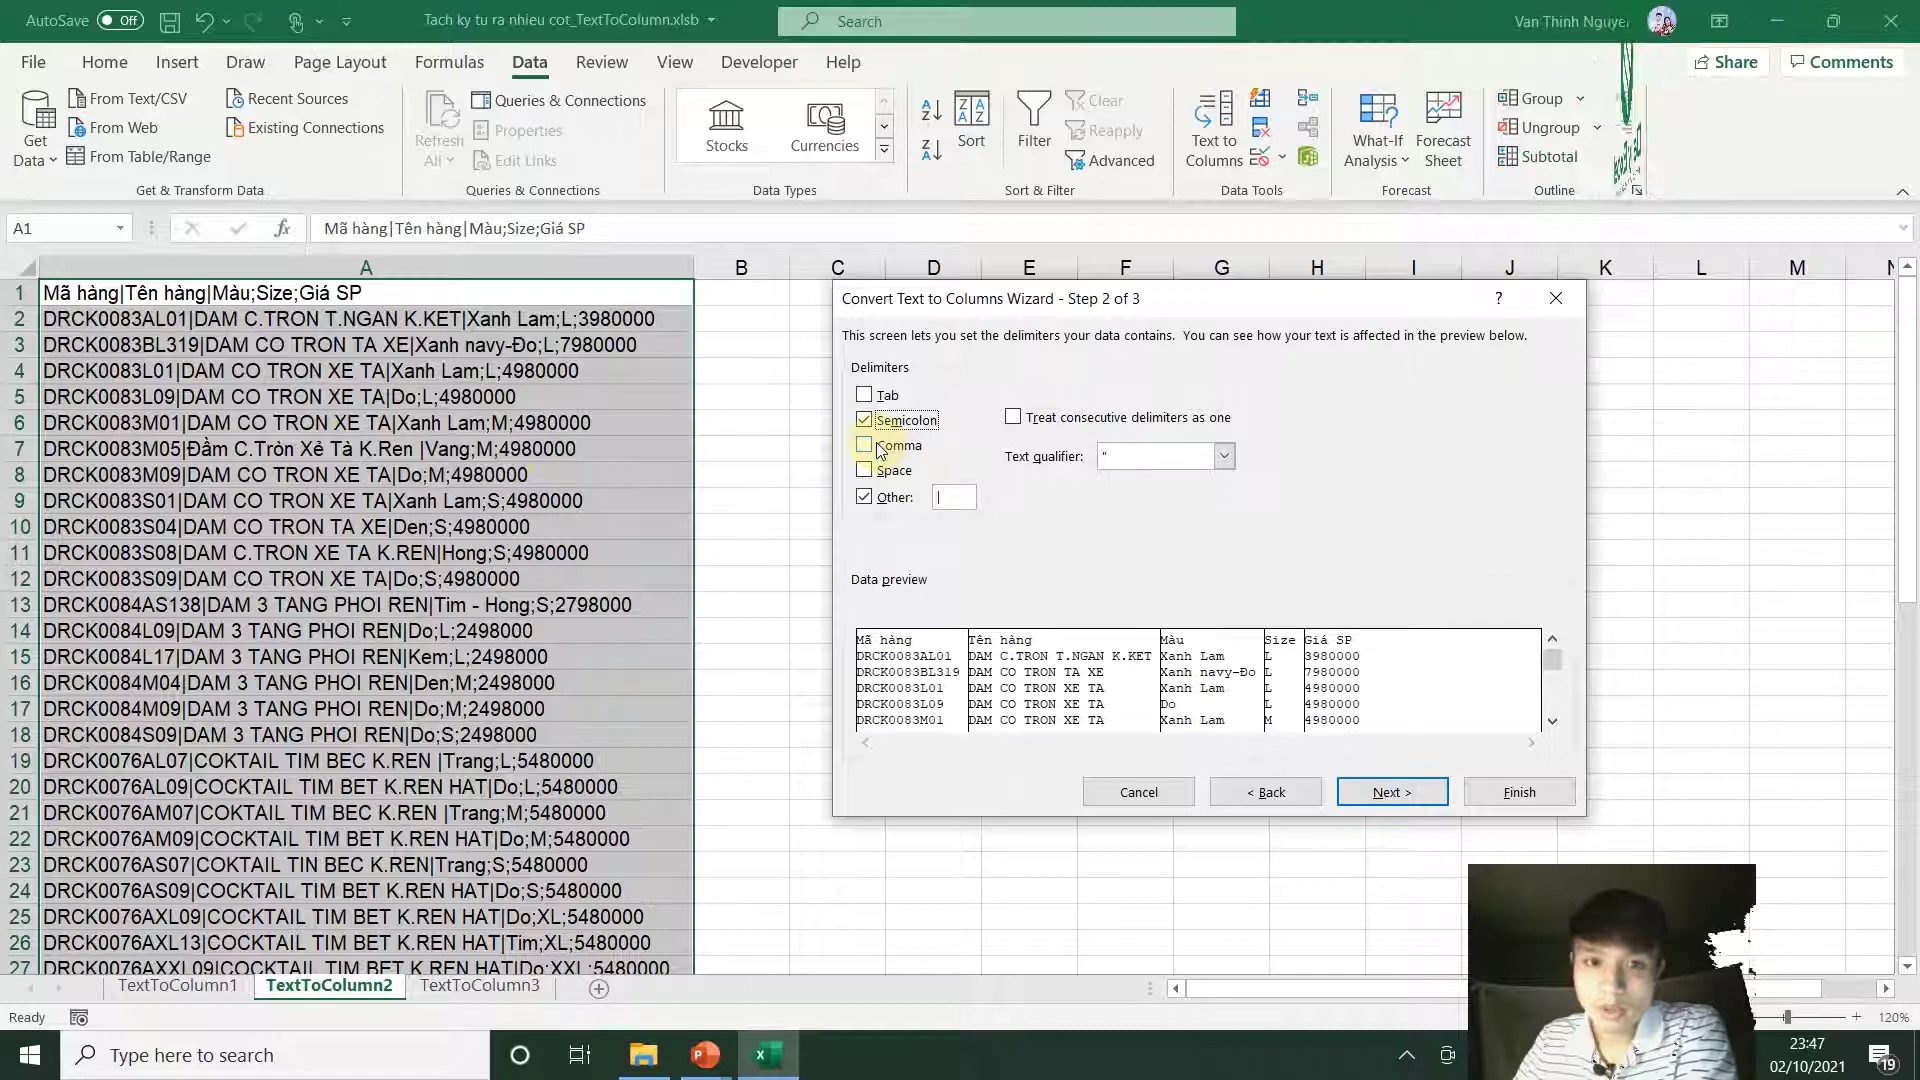 AutoSave Off
Tach ky tu ra nhieu cot_TextToColumn.xlsb
Search
Van Thinh Nguyen
File Home Insert Draw Page Layout Formulas Data Review View Developer Help
Share Comments
Get Data
From Text/CSV
From Web
From Table/Range
Recent Sources
Existing Connections
Get & Transform Data
Refresh All
Queries & Connections
Properties
Edit Links
Queries & Connections
Stocks
Currencies
Data Types
Sort
Filter
Clear
Reapply
Advanced
Sort & Filter
Text to Columns
Data Tools
What-If Analysis
Forecast Sheet
Forecast
Group
Ungroup
Subtotal
Outline
A1
fx
Mã hàng|Tên hàng|Màu;Size;Giá SP
A B C D E F G H I J K L M N
1 Mã hàng|Tên hàng|Màu;Size;Giá SP
2 DRCK0083AL01|DAM C.TRON T.NGAN K.KET|Xanh Lam;L;3980000
3 DRCK0083BL319|DAM CO TRON TA XE|Xanh navy-Đo;L;7980000
4 DRCK0083L01|DAM CO TRON XE TA|Xanh Lam;L;4980000
5 DRCK0083L09|DAM CO TRON XE TA|Do;L;4980000
6 DRCK0083M01|DAM CO TRON XE TA|Xanh Lam;M;4980000
7 DRCK0083M05|Đầm C.Tròn Xẻ Tà K.Ren |Vang;M;4980000
8 DRCK0083M09|DAM CO TRON XE TA|Do;M;4980000
9 DRCK0083S01|DAM CO TRON XE TA|Xanh Lam;S;4980000
10 DRCK0083S04|DAM CO TRON TA XE|Den;S;4980000
11 DRCK0083S08|DAM C.TRON XE TA K.REN|Hong;S;4980000
12 DRCK0083S09|DAM CO TRON XE TA|Do;S;4980000
13 DRCK0084AS138|DAM 3 TANG PHOI REN|Tim - Hong;S;2798000
14 DRCK0084L09|DAM 3 TANG PHOI REN|Do;L;2498000
15 DRCK0084L17|DAM 3 TANG PHOI REN|Kem;L;2498000
16 DRCK0084M04|DAM 3 TANG PHOI REN|Den;M;2498000
17 DRCK0084M09|DAM 3 TANG PHOI REN|Do;M;2498000
18 DRCK0084S09|DAM 3 TANG PHOI REN|Do;S;2498000
19 DRCK0076AL07|COKTAIL TIM BEC K.REN |Trang;L;5480000
20 DRCK0076AL09|COCKTAIL TIM BET K.REN HAT|Do;L;5480000
21 DRCK0076AM07|COKTAIL TIM BEC K.REN |Trang;M;5480000
22 DRCK0076AM09|COCKTAIL TIM BET K.REN HAT|Do;M;5480000
23 DRCK0076AS07|COKTAIL TIN BEC K.REN|Trang;S;5480000
24 DRCK0076AS09|COCKTAIL TIM BET K.REN HAT|Do;S;5480000
25 DRCK0076AXL09|COCKTAIL TIM BET K.REN HAT|Do;XL;5480000
26 DRCK0076AXL13|COCKTAIL TIM BET K.REN HAT|Tim;XL;5480000
27 DRCK0076AXXL09|COCKTAIL TIM BET K.REN HAT|Do;XXL;5480000
Convert Text to Columns Wizard - Step 2 of 3
This screen lets you set the delimiters your data contains. You can see how your text is affected in the preview below.
Delimiters
Tab
Semicolon
Comma
Space
Other: |
Treat consecutive delimiters as one
Text qualifier: "
Data preview
Mã hàng Tên hàng Màu Size Giá SP
DRCK0083AL01 DAM C.TRON T.NGAN K.KET Xanh Lam L 3980000
DRCK0083BL319 DAM CO TRON TA XE Xanh navy-Đo L 7980000
DRCK0083L01 DAM CO TRON XE TA Xanh Lam L 4980000
DRCK0083L09 DAM CO TRON XE TA Do L 4980000
DRCK0083M01 DAM CO TRON XE TA Xanh Lam M 4980000
Cancel < Back Next > Finish
TextToColumn1 TextToColumn2 TextToColumn3
Ready
120%
Type here to search
23:47
02/10/2021
19